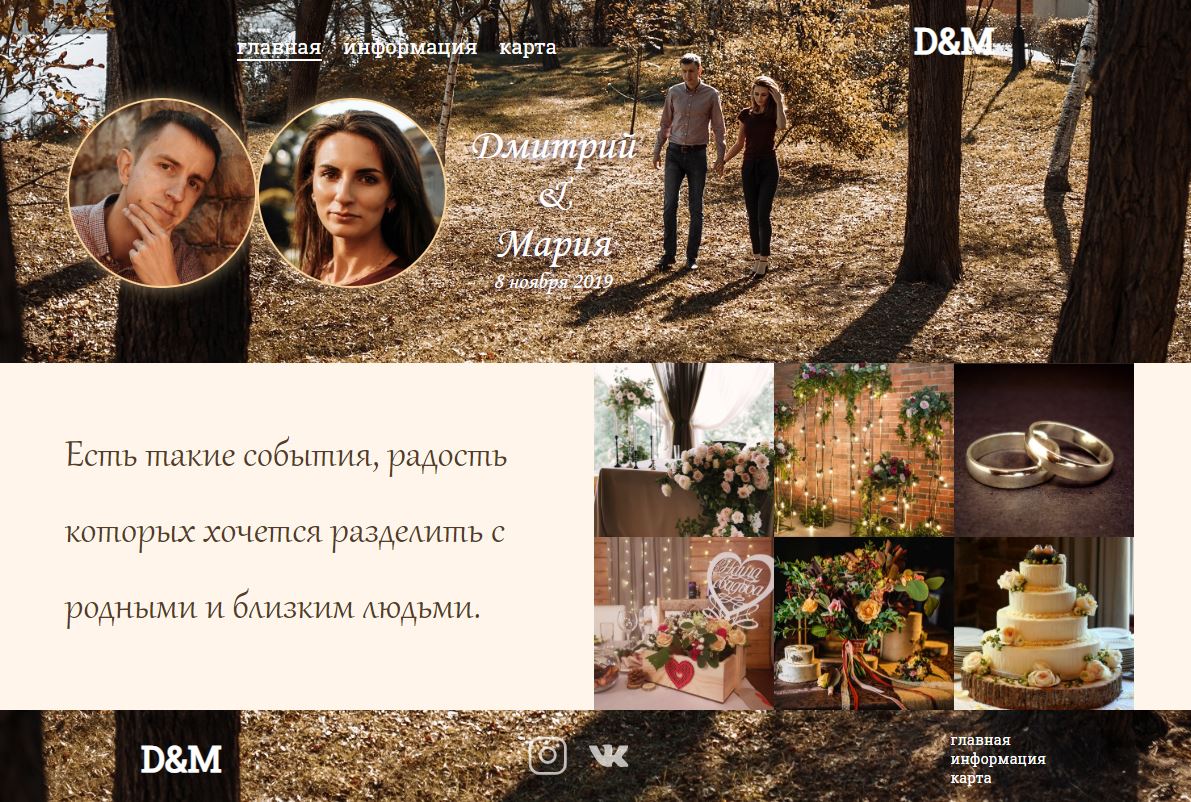 главная информация карта
D&M
Дмитрий
&
Мария
8 ноября 2019
Есть такие события, радость
которых хочется разделить с
родными и близким людьми.
Наша
свадьба
D&M
главная
информация
карта